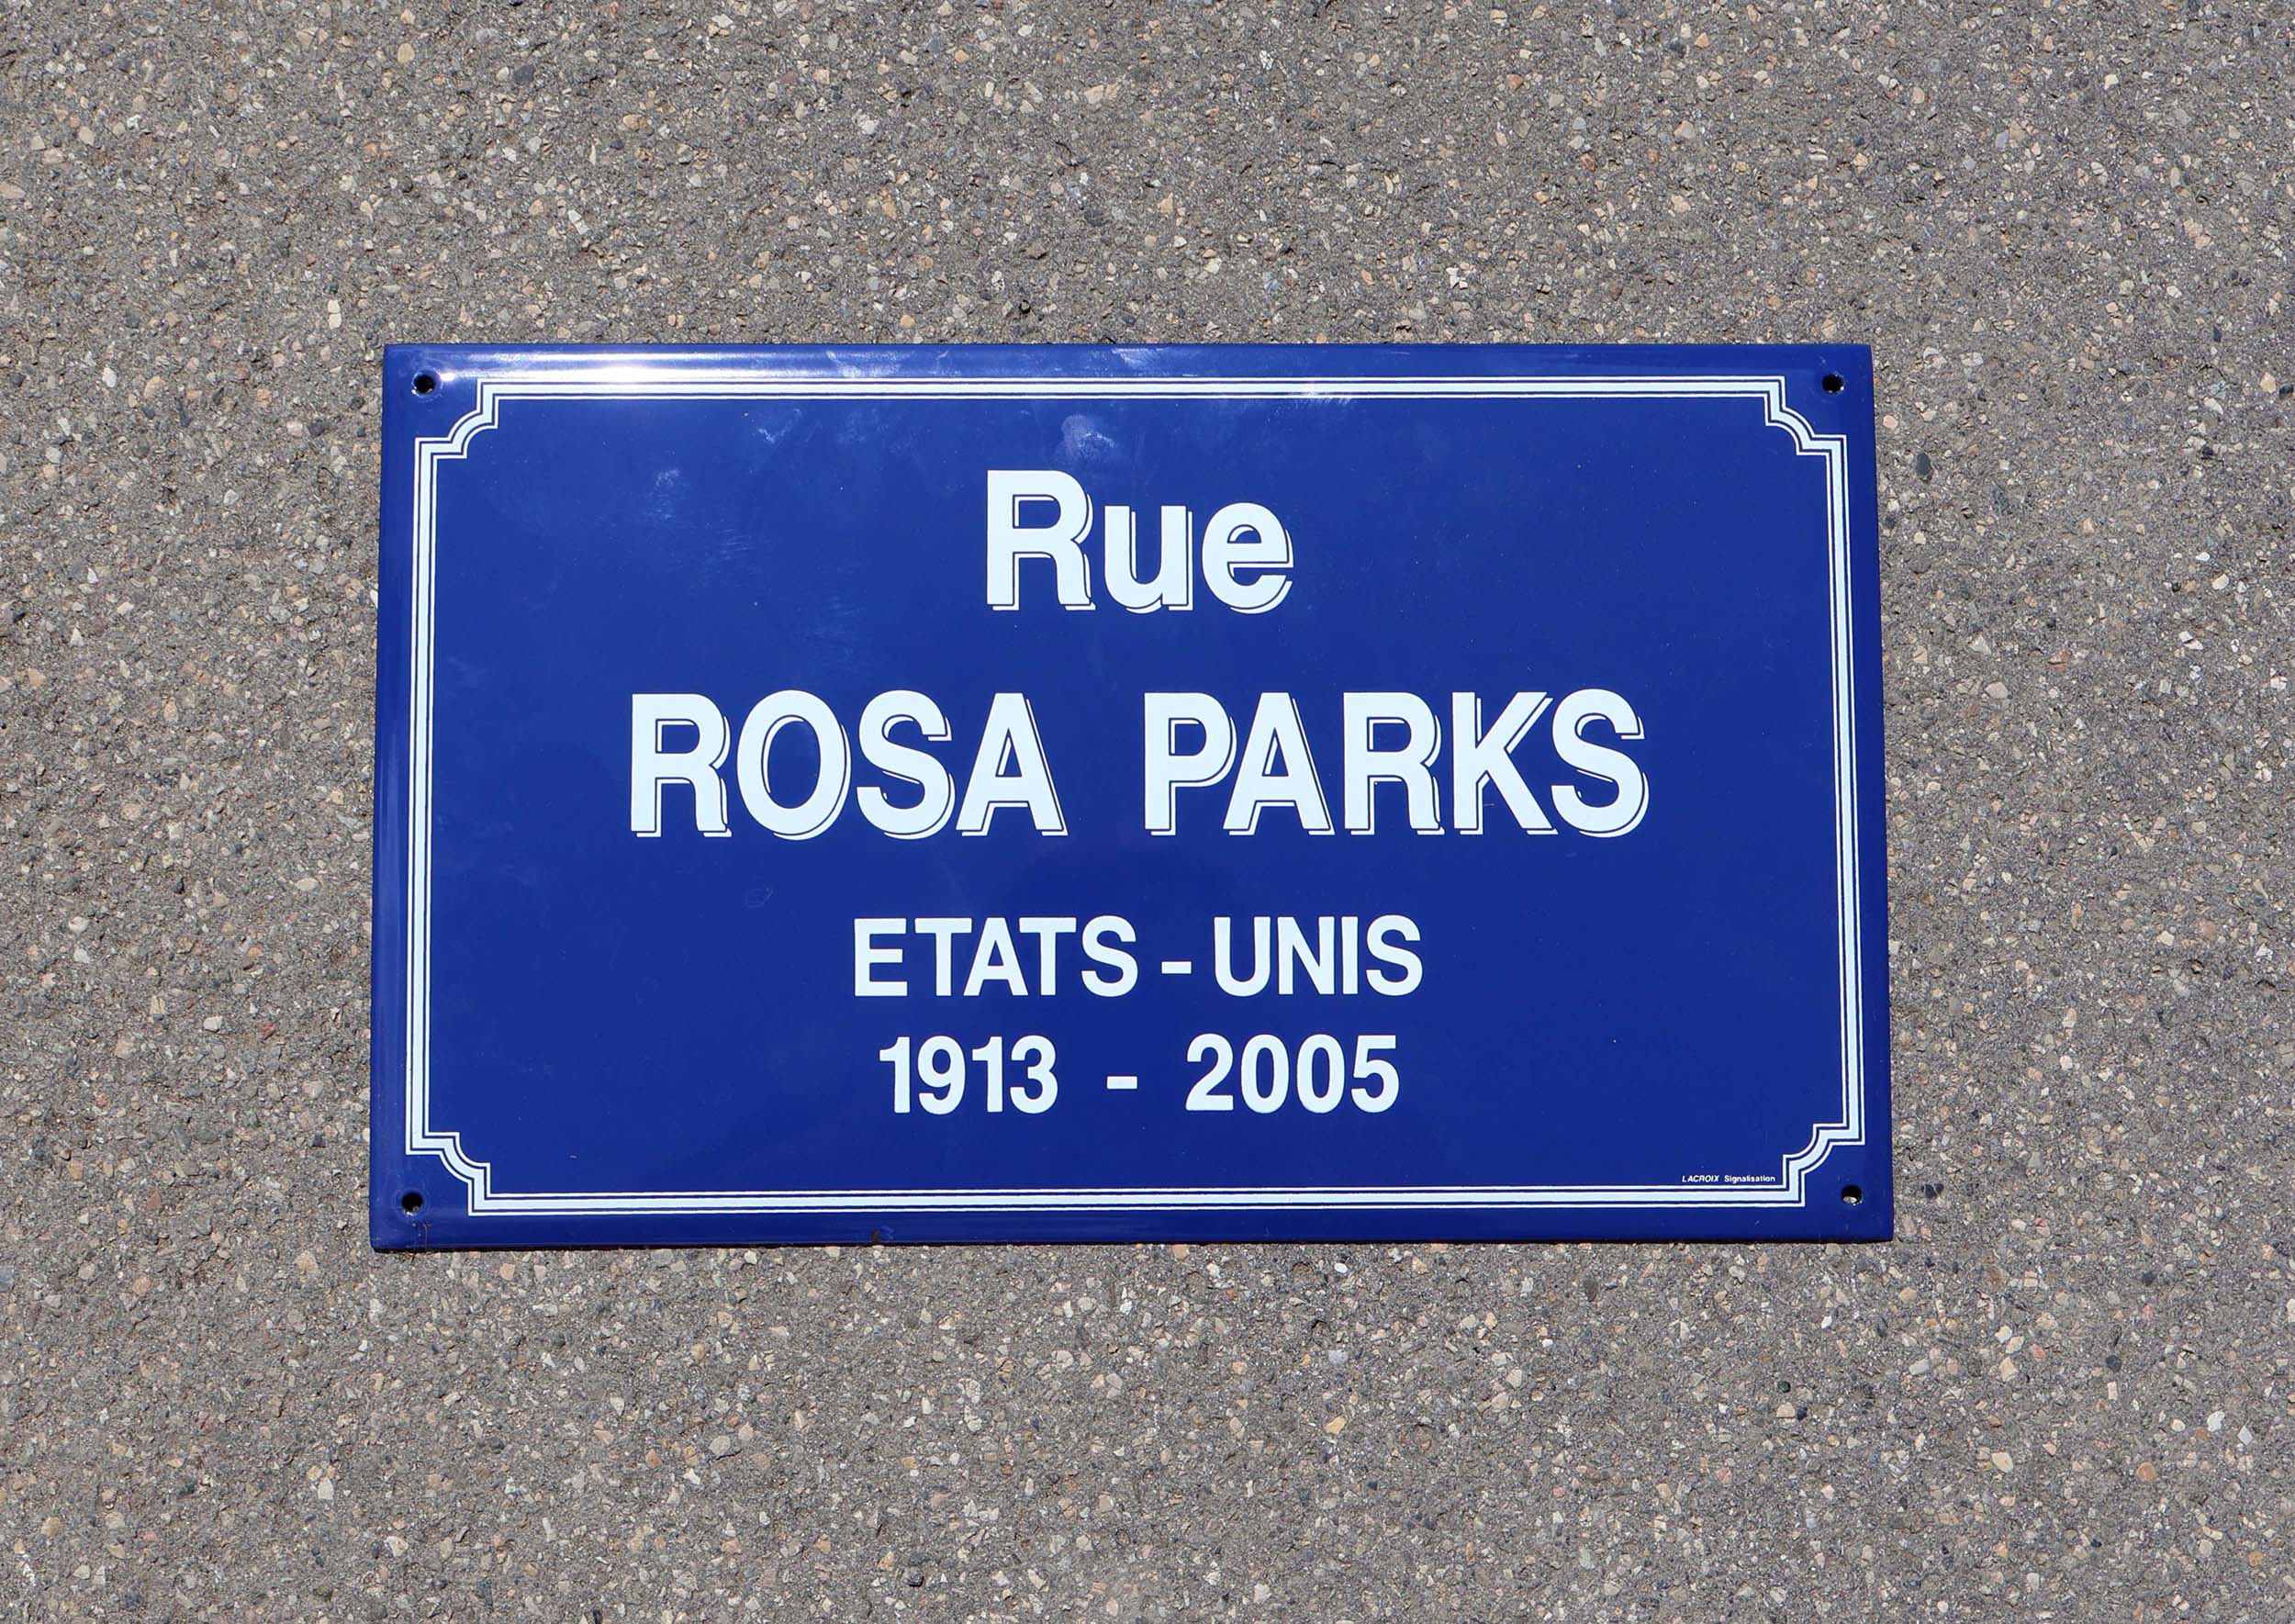 Rue
ROSA PARKS
ETATS - UNIS
1913 - 2005
LACROIX Signalisation